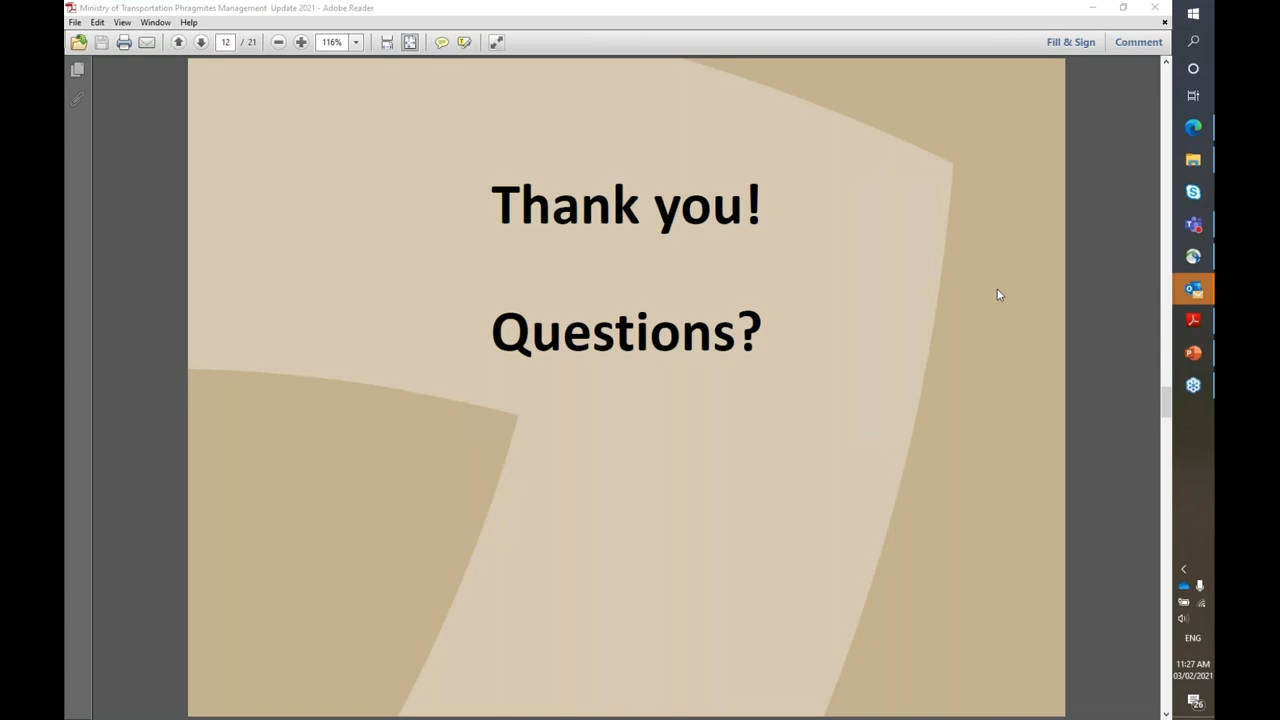 Ministry of Transportation Phragmites Management Update 2021 - Adobe Reader
File Edit View Window Help
12 / 21 116% Fill & Sign Comment
Thank you!
Questions?
ENG
11:27 AM
03/02/2021
26